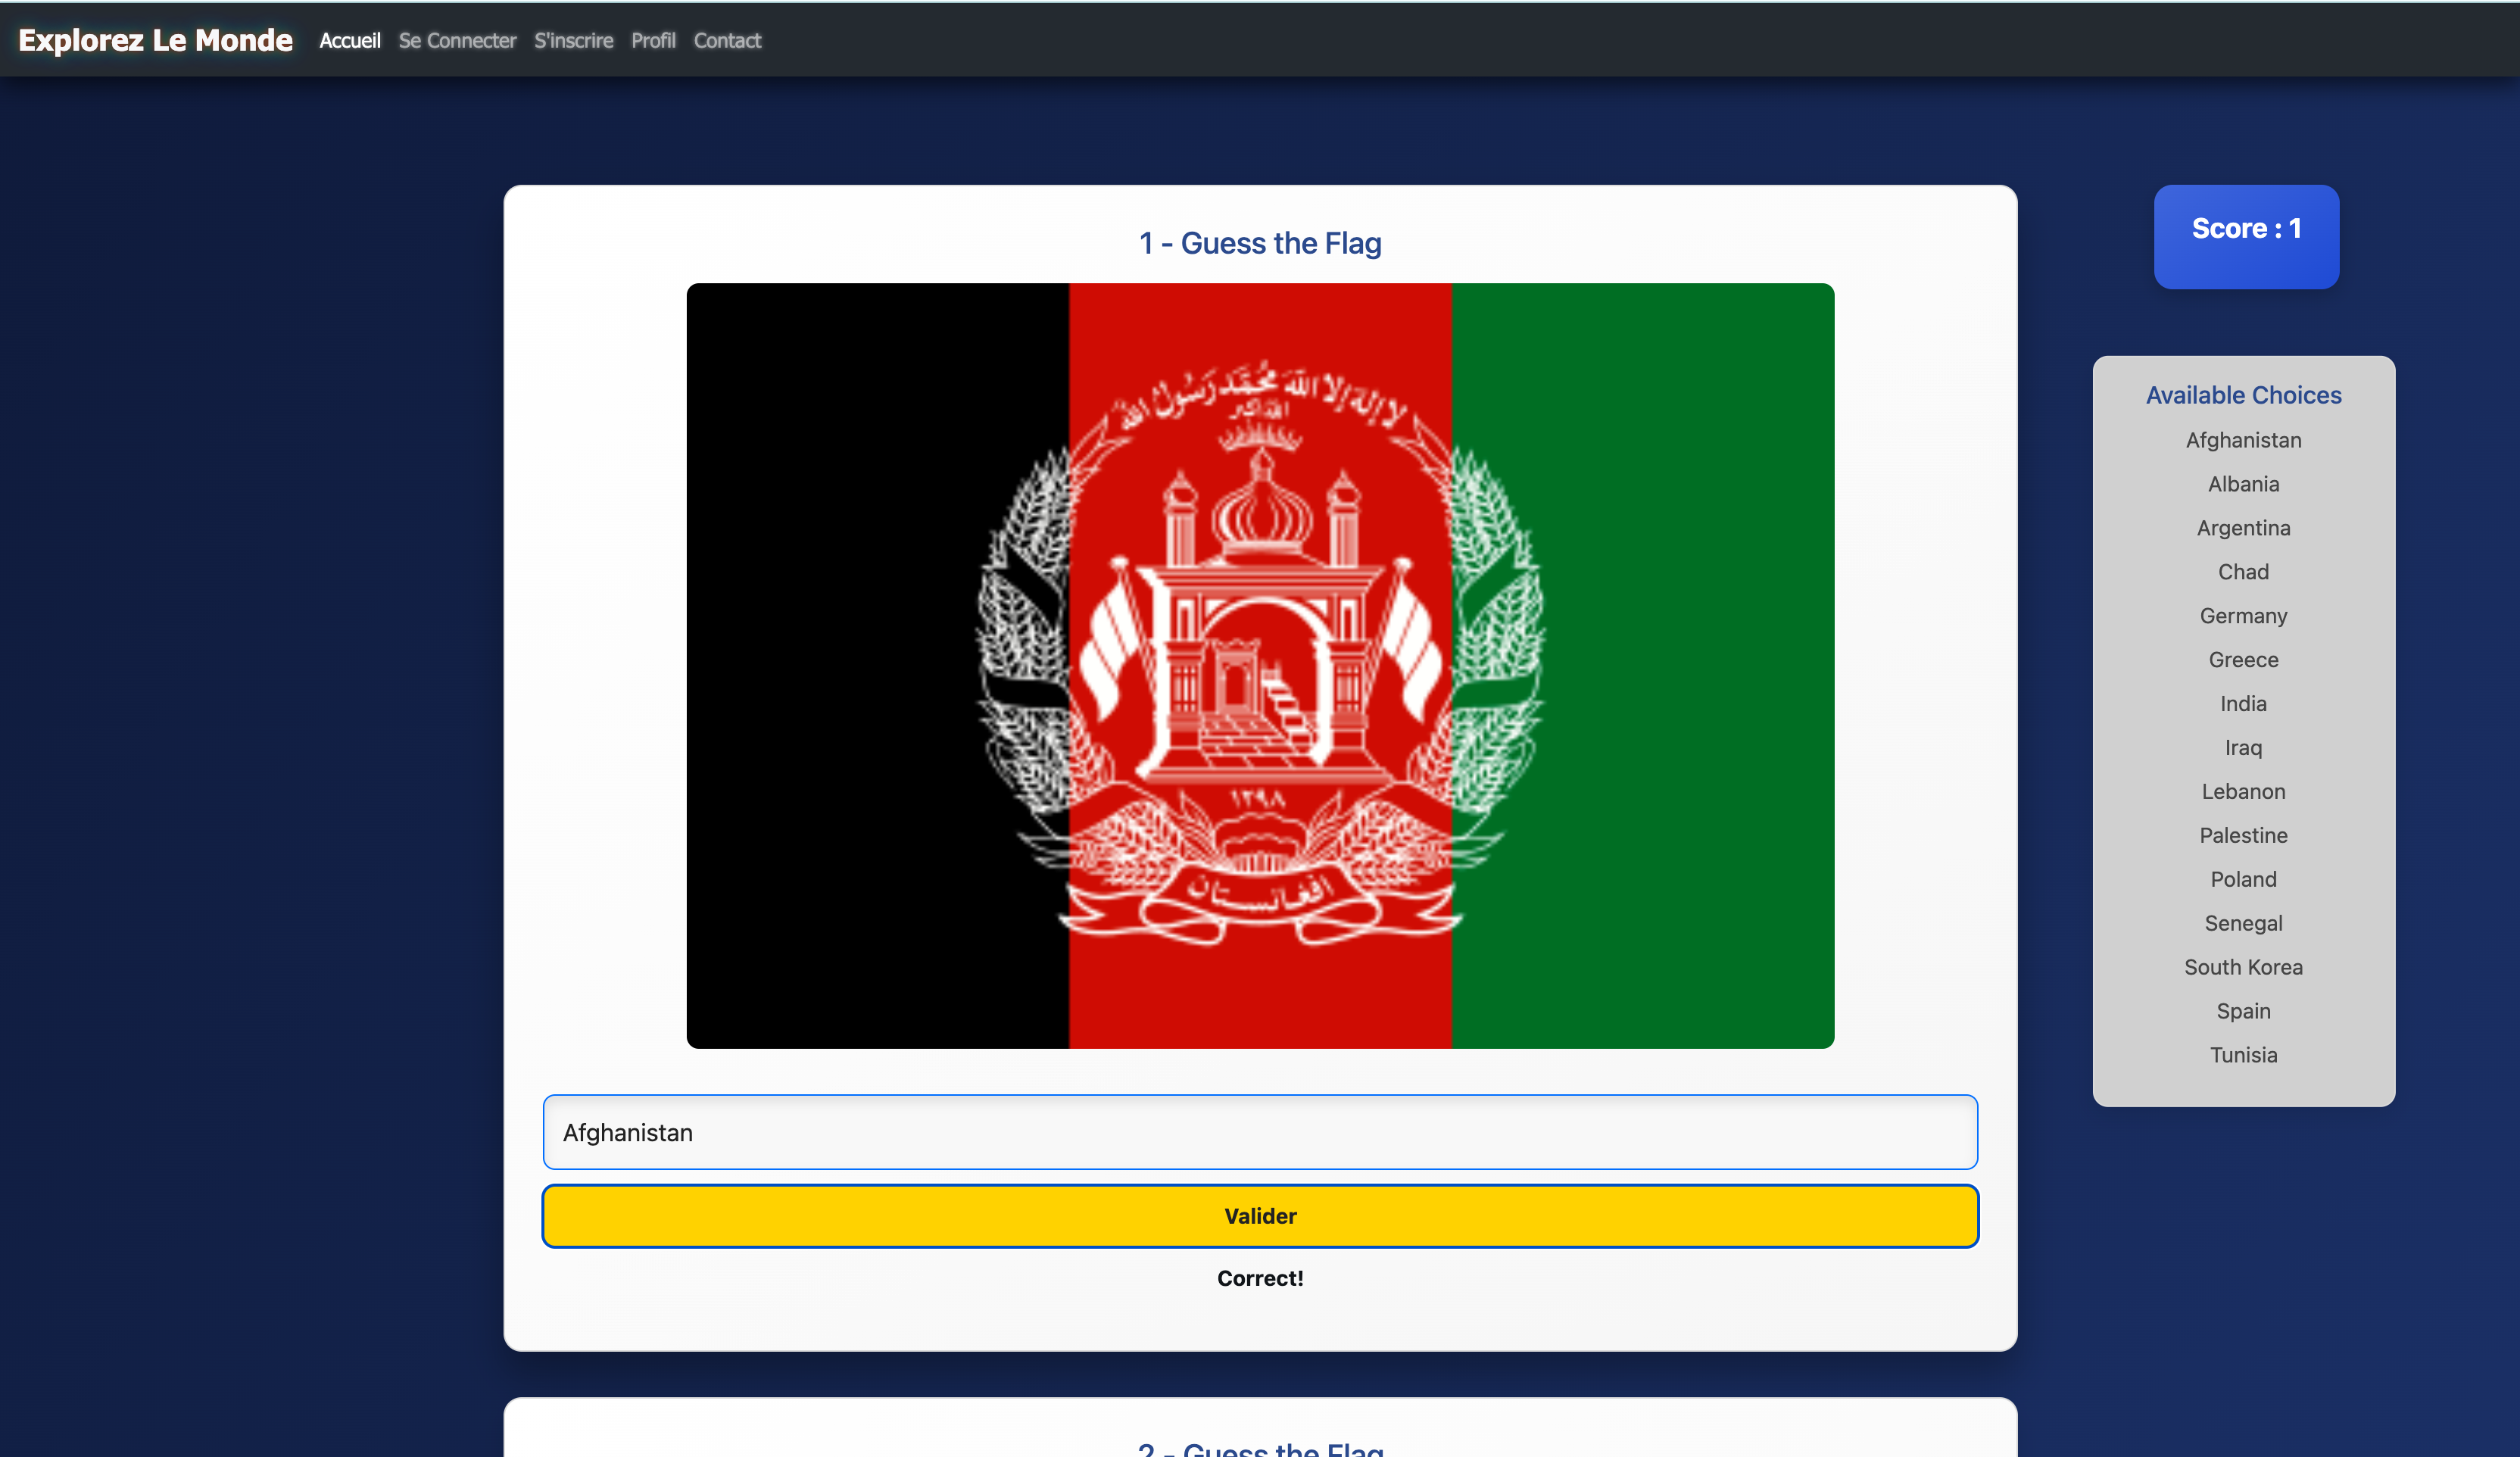 Explorez Le Monde Accueil Se Connecter S'inscrire Profil Contact
1 - Guess the Flag
لا إله إلا الله محمد رسول الله
الله أكبر
١٣٩٨
افغانستان
Afghanistan
Valider
Correct!
2 - Guess the Flag
Score : 1
Available Choices
Afghanistan
Albania
Argentina
Chad
Germany
Greece
India
Iraq
Lebanon
Palestine
Poland
Senegal
South Korea
Spain
Tunisia